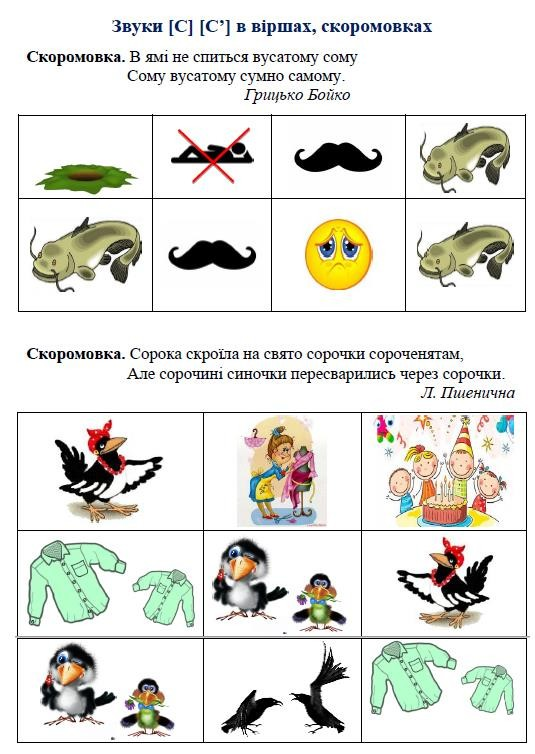 Звуки [С] [С’] в віршах, скоромовках
Скоромовка. В ямі не спиться вусатому сому
Сому вусатому сумно самому.
Грицько Бойко
Скоромовка. Сорока скроїла на свято сорочки сороченятам,
Але сорочині синочки пересварились через сорочки.
Л. Пшенична